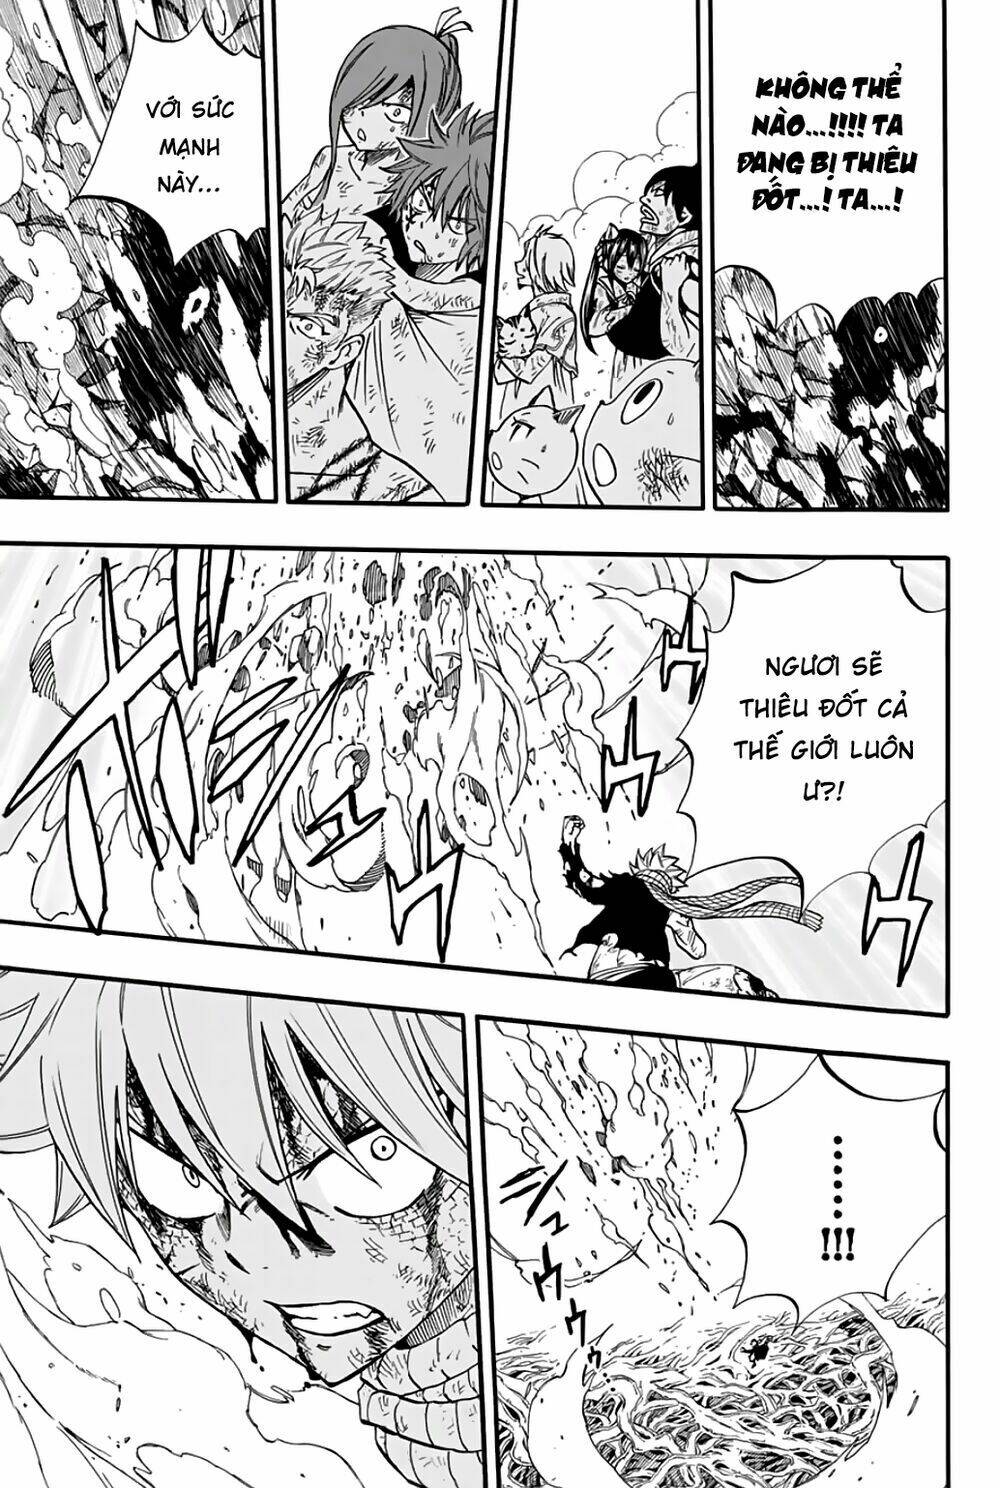 KHÔNG THỂ
NÀO...!!!! TA
ĐANG BỊ THIÊU
ĐỐT...! TA...!
VỚI SỨC
MẠNH
NÀY...
NGƯƠI SẼ
THIÊU ĐỐT CẢ
THẾ GIỚI LUÔN
Ư?!
......!!!